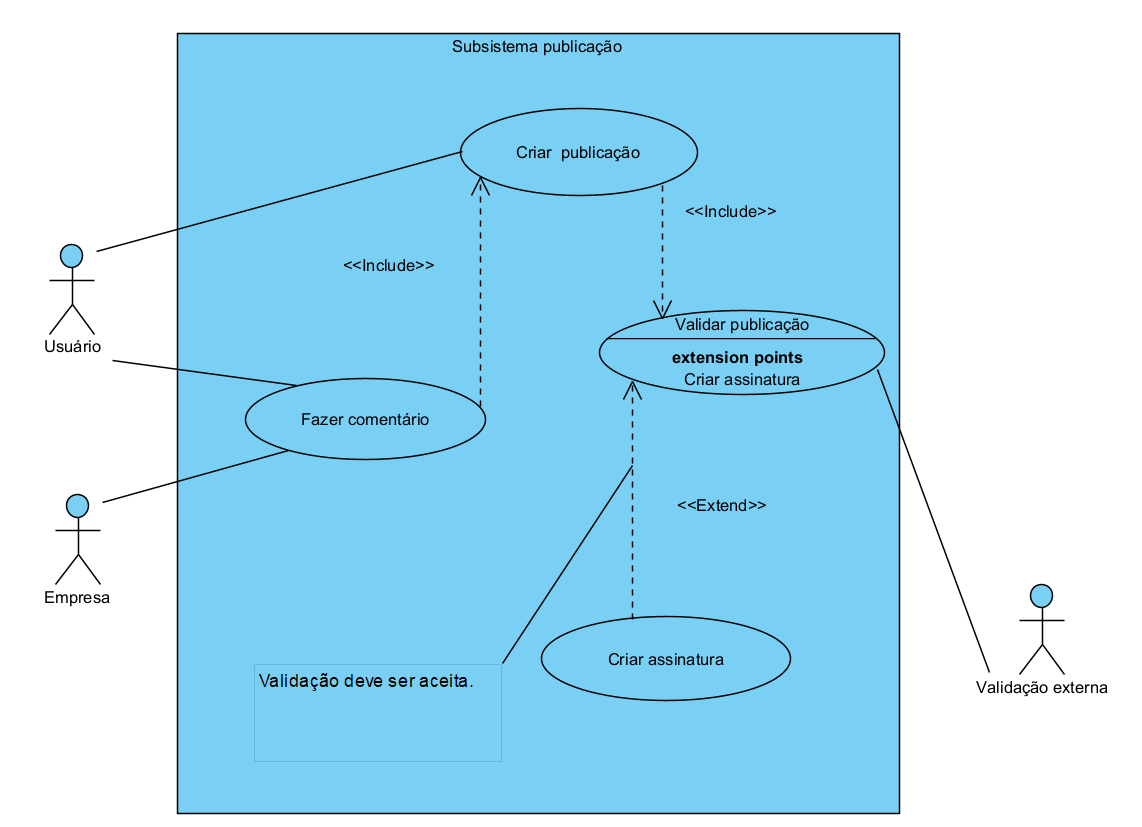 Subsistema publicação
Criar publicação
<<Include>>
<<Include>>
Validar publicação
extension points
Criar assinatura
Usuário
Fazer comentário
<<Extend>>
Empresa
Criar assinatura
Validação deve ser aceita.
Validação externa